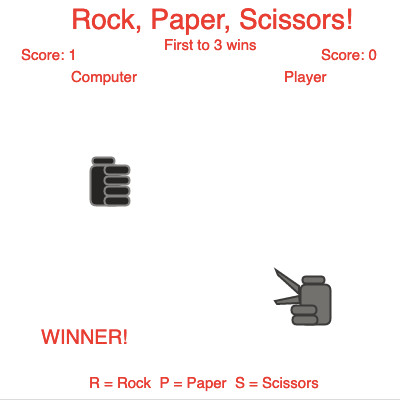 Rock, Paper, Scissors!
First to 3 wins
Score: 1
Score: 0
Computer
Player
WINNER!
R = Rock  P = Paper  S = Scissors